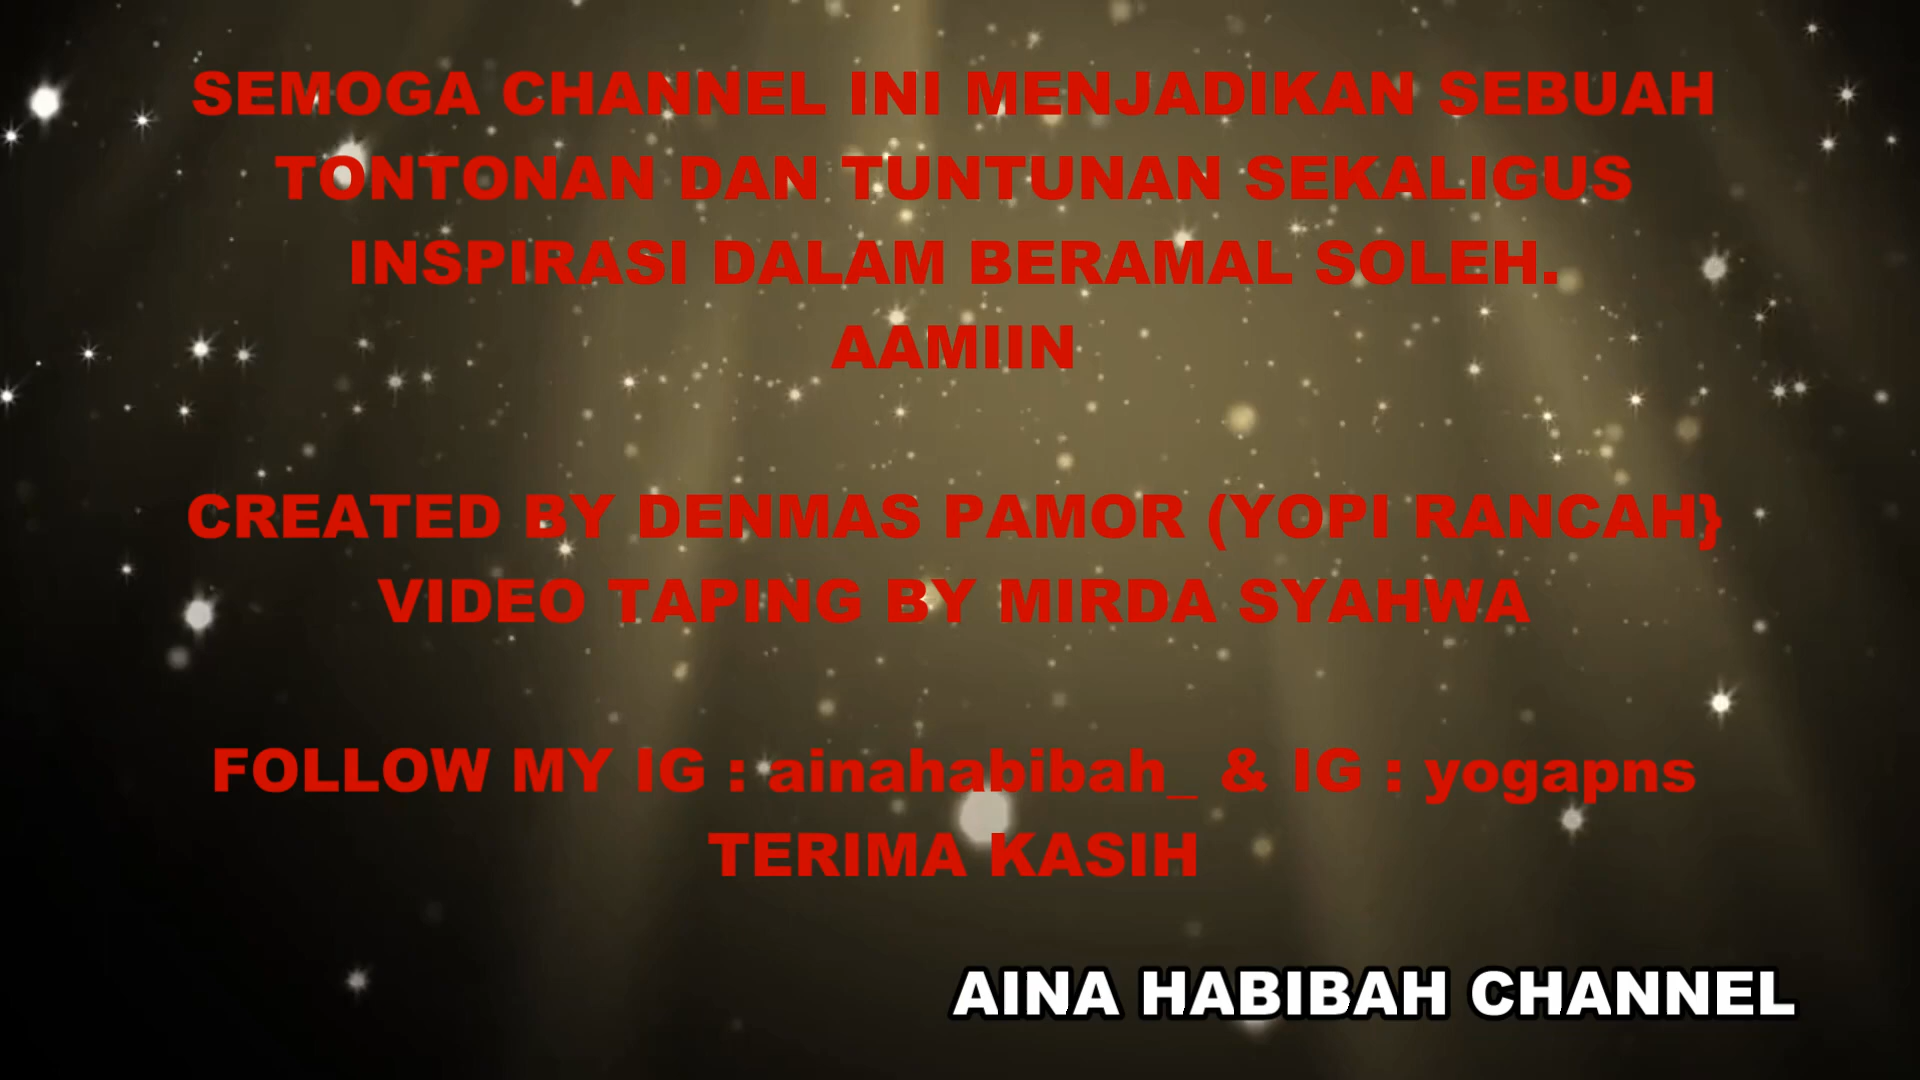 SEMOGA CHANNEL INI MENJADIKAN SEBUAH
TONTONAN DAN TUNTUNAN SEKALIGUS
INSPIRASI DALAM BERAMAL SOLEH.
AAMIIN
CREATED BY DENMAS PAMOR (YOPI RANCAH}
VIDEO TAPING BY MIRDA SYAHWA
FOLLOW MY IG : ainahabibah_ & IG : yogapns
TERIMA KASIH
AINA HABIBAH CHANNEL